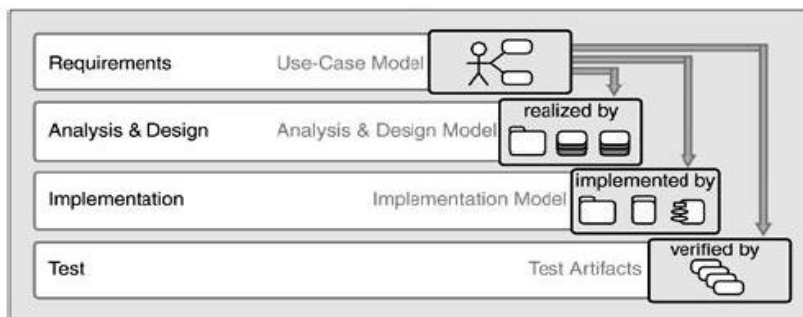 Requirements Use-Case Model
realized by
Analysis & Design Analysis & Design Model
implemented by
Implementation Implementation Model
verified by
Test Test Artifacts